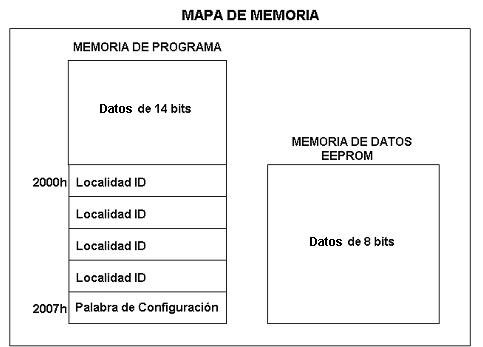 MAPA DE MEMORIA
MEMORIA DE PROGRAMA
Datos de 14 bits
2000h Localidad ID
Localidad ID
Localidad ID
Localidad ID
2007h Palabra de Configuración
MEMORIA DE DATOS
EEPROM
Datos de 8 bits